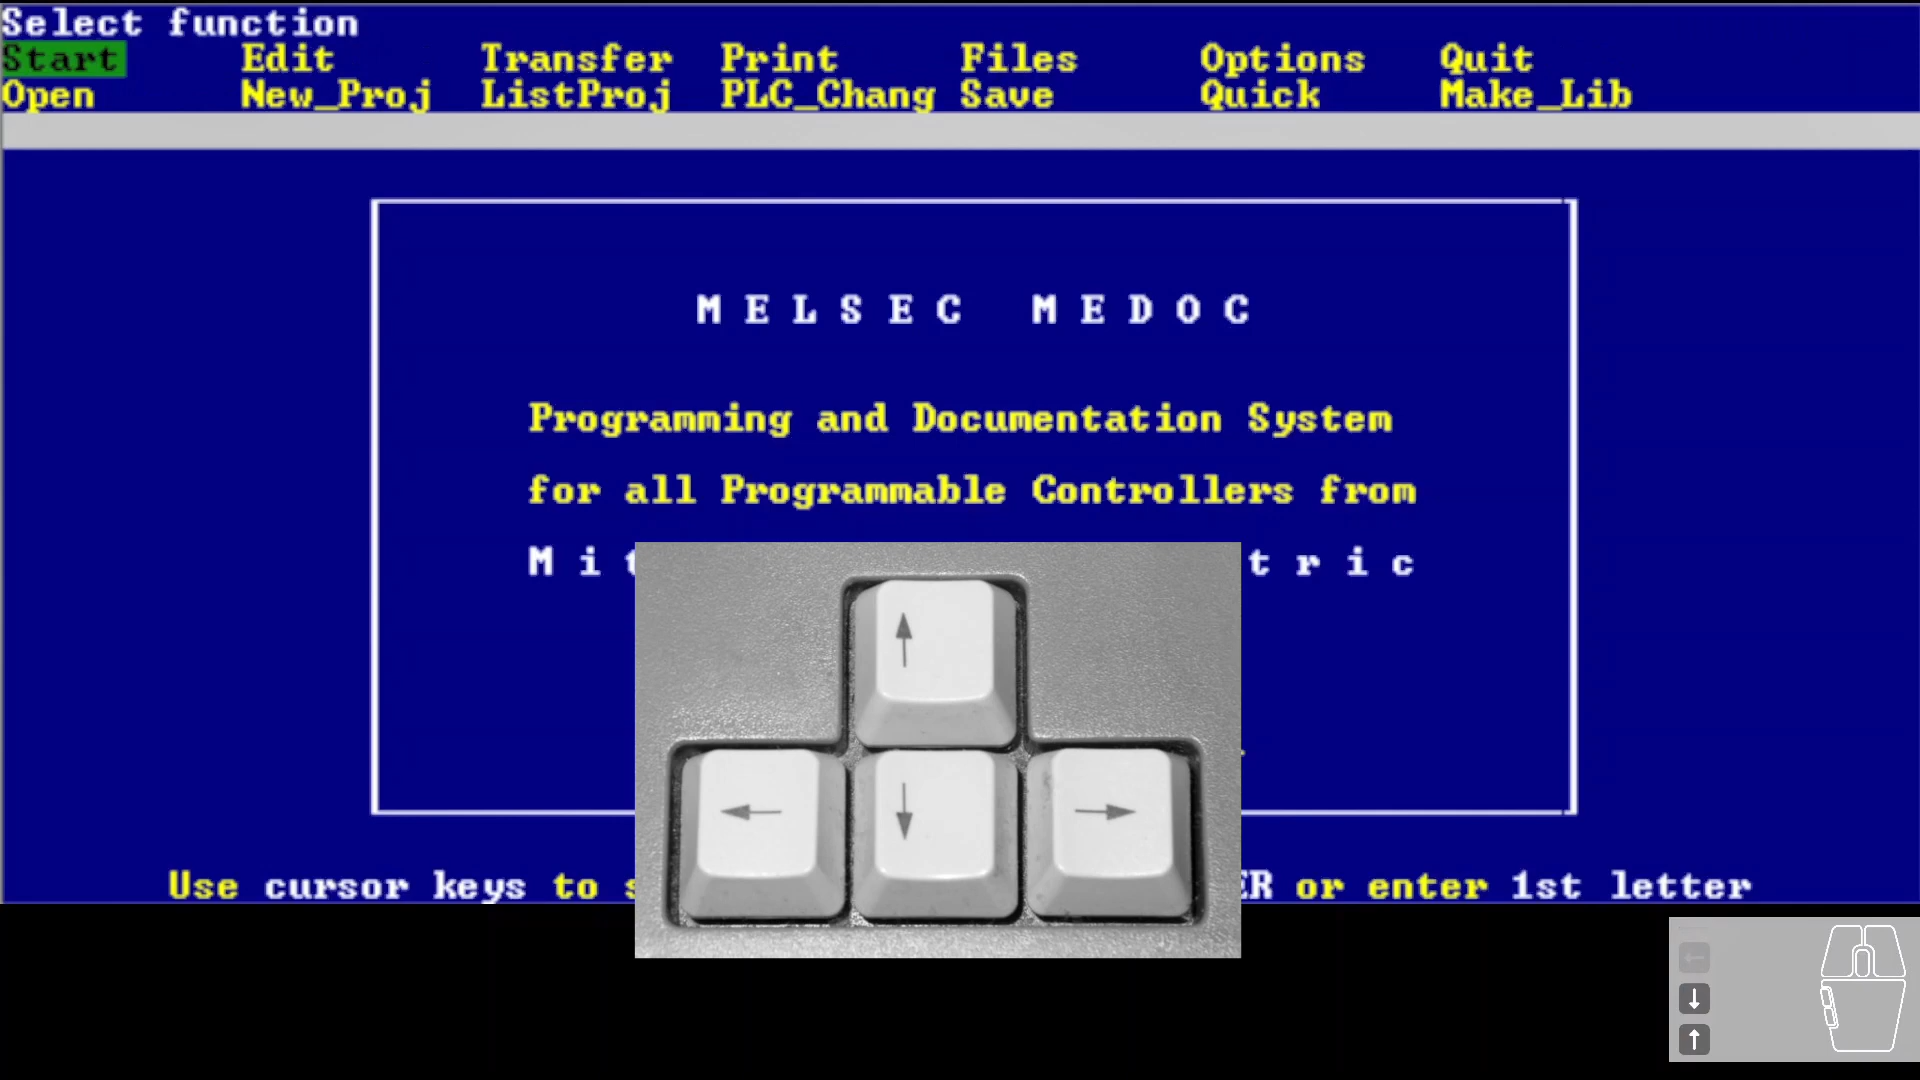 Select function
Start Edit Transfer Print Files Options Quit
Open New_Proj ListProj PLC_Chang Save Quick Make_Lib
M E L S E C M E D O C
Programming and Documentation System
for all Programmable Controllers from
M i t r i c
Use cursor keys to or enter 1st letter